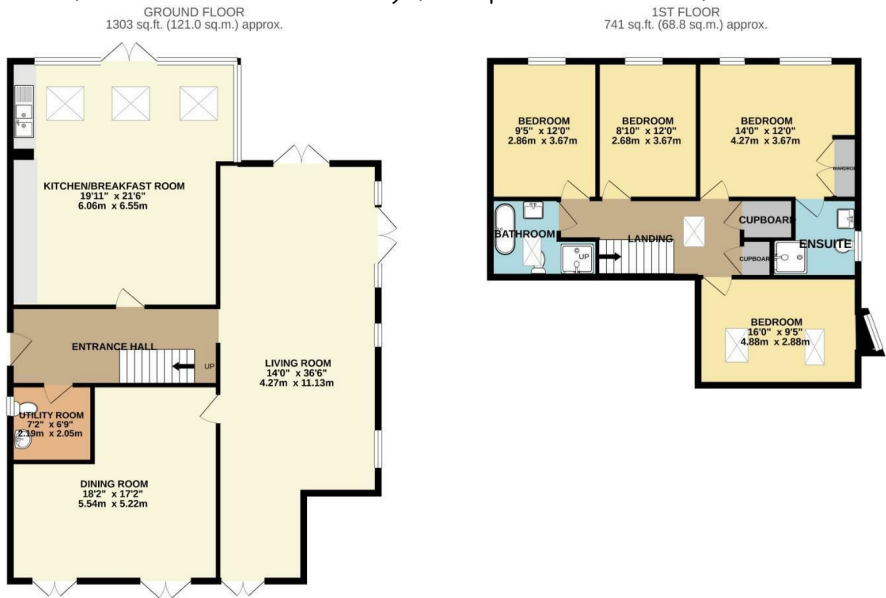 GROUND FLOOR
1303 sq.ft. (121.0 sq.m.) approx.
KITCHEN/BREAKFAST ROOM
19'11" x 21'6"
6.06m x 6.55m
ENTRANCE HALL
UP
LIVING ROOM
14'0" x 36'6"
4.27m x 11.13m
UTILITY ROOM
7'2" x 6'9"
2.19m x 2.05m
DINING ROOM
18'2" x 17'2"
5.54m x 5.22m
1ST FLOOR
741 sq.ft. (68.8 sq.m.) approx.
BEDROOM
9'5" x 12'0"
2.86m x 3.67m
BEDROOM
8'10" x 12'0"
2.68m x 3.67m
BEDROOM
14'0" x 12'0"
4.27m x 3.67m
WARDROBE
BATHROOM
UP
LANDING
CUPBOARD
CUPBOARD
ENSUITE
BEDROOM
16'0" x 9'5"
4.88m x 2.88m